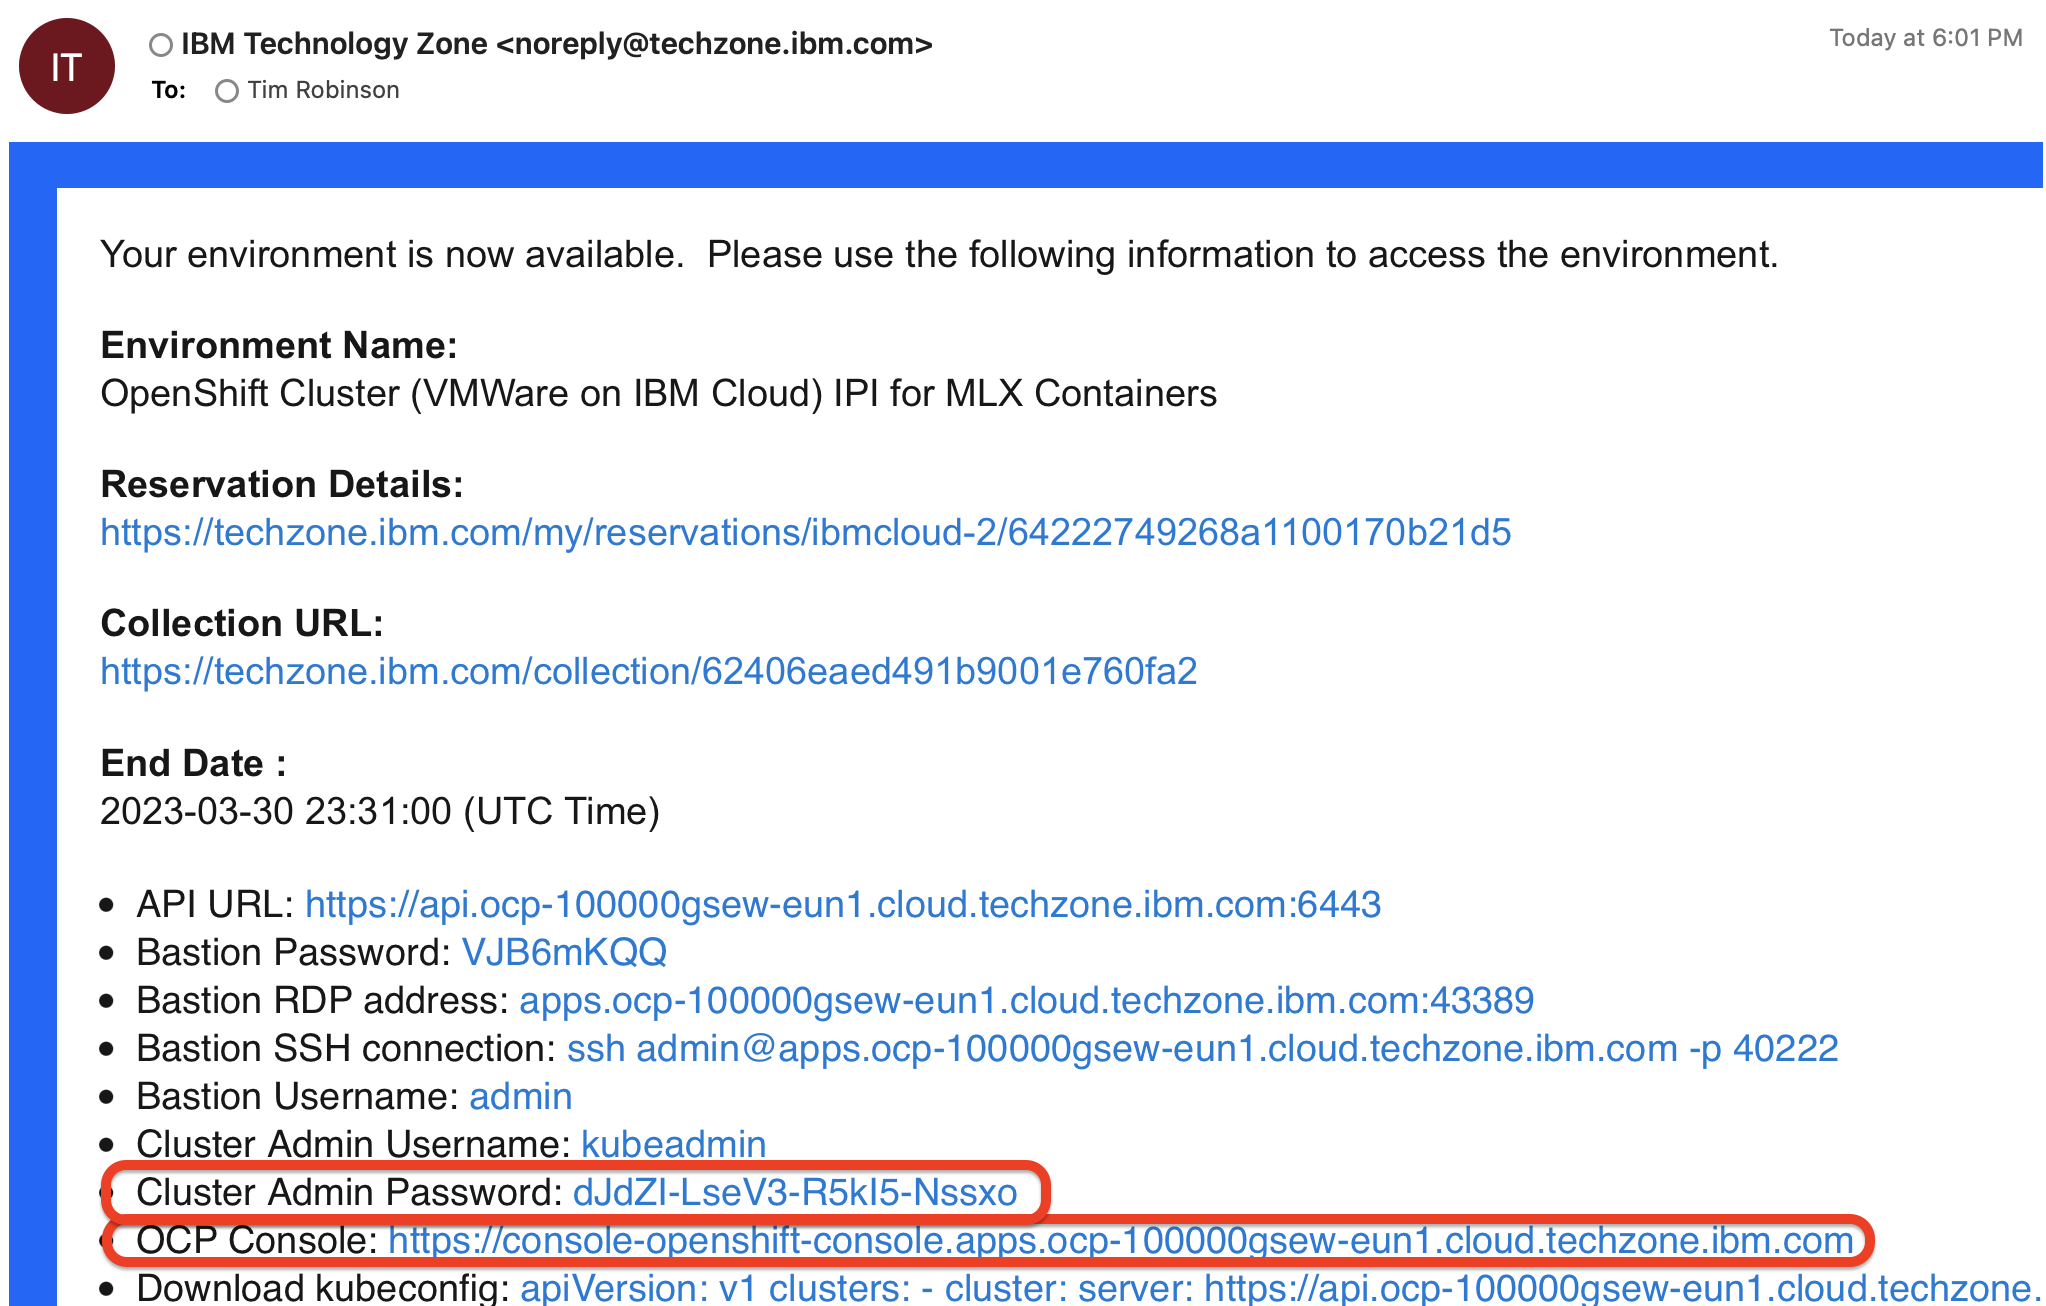 IT
IBM Technology Zone <noreply@techzone.ibm.com>
Today at 6:01 PM
To: Tim Robinson
Your environment is now available. Please use the following information to access the environment.
Environment Name:
OpenShift Cluster (VMWare on IBM Cloud) IPI for MLX Containers
Reservation Details:
https://techzone.ibm.com/my/reservations/ibmcloud-2/64222749268a1100170b21d5
Collection URL:
https://techzone.ibm.com/collection/62406eaed491b9001e760fa2
End Date :
2023-03-30 23:31:00 (UTC Time)
• API URL: https://api.ocp-100000gsew-eun1.cloud.techzone.ibm.com:6443
• Bastion Password: VJB6mKQQ
• Bastion RDP address: apps.ocp-100000gsew-eun1.cloud.techzone.ibm.com:43389
• Bastion SSH connection: ssh admin@apps.ocp-100000gsew-eun1.cloud.techzone.ibm.com -p 40222
• Bastion Username: admin
• Cluster Admin Username: kubeadmin
• Cluster Admin Password: dJdZI-LseV3-R5kI5-Nssxo
• OCP Console: https://console-openshift-console.apps.ocp-100000gsew-eun1.cloud.techzone.ibm.com
• Download kubeconfig: apiVersion: v1 clusters: - cluster: server: https://api.ocp-100000gsew-eun1.cloud.techzone.